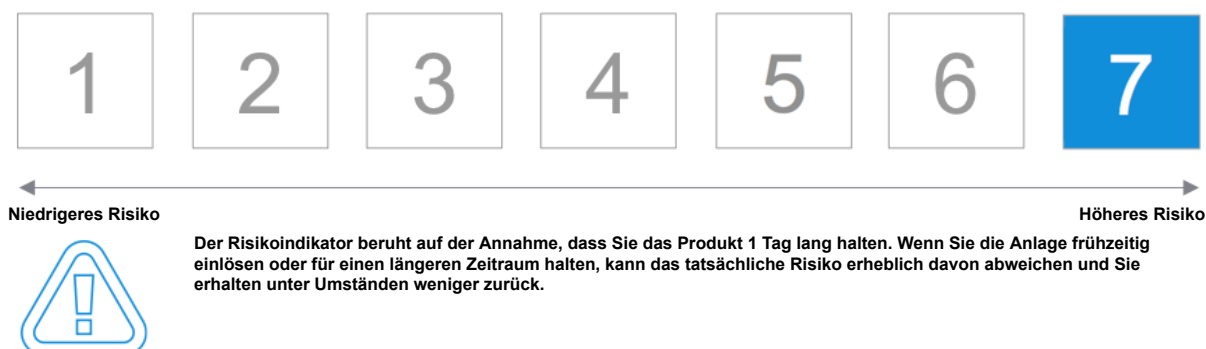 1 2 3 4 5 6 7
Niedrigeres Risiko Höheres Risiko
Der Risikoindikator beruht auf der Annahme, dass Sie das Produkt 1 Tag lang halten. Wenn Sie die Anlage frühzeitig
einlösen oder für einen längeren Zeitraum halten, kann das tatsächliche Risiko erheblich davon abweichen und Sie
erhalten unter Umständen weniger zurück.